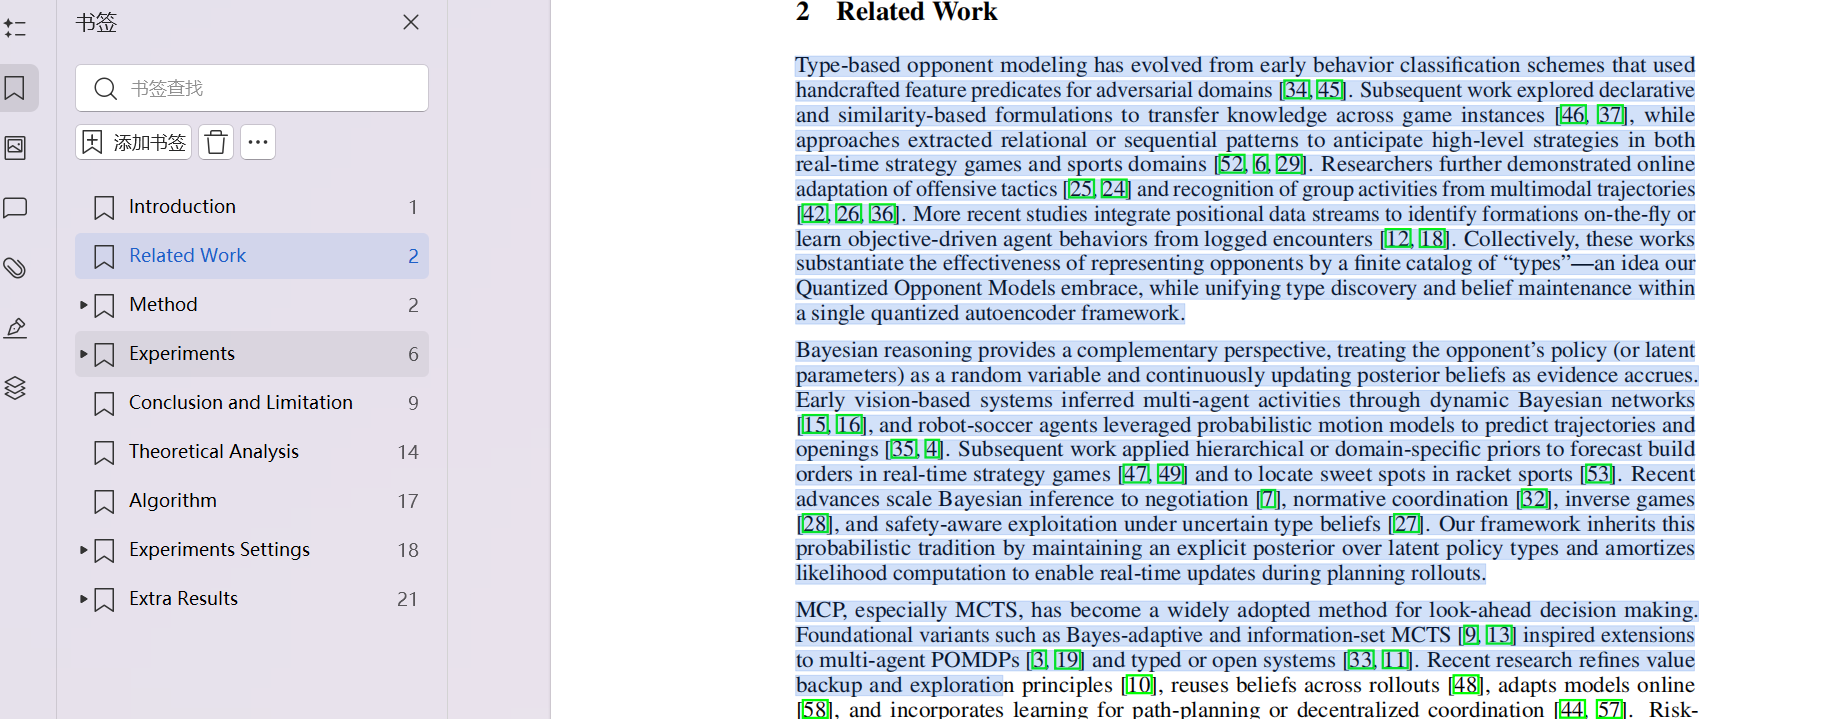 书签
书签查找
添加书签
Introduction 1
Related Work 2
Method 2
Experiments 6
Conclusion and Limitation 9
Theoretical Analysis 14
Algorithm 17
Experiments Settings 18
Extra Results 21
2 Related Work
Type-based opponent modeling has evolved from early behavior classification schemes that used
handcrafted feature predicates for adversarial domains [34, 45]. Subsequent work explored declarative
and similarity-based formulations to transfer knowledge across game instances [46, 37], while
approaches extracted relational or sequential patterns to anticipate high-level strategies in both
real-time strategy games and sports domains [52, 6, 29]. Researchers further demonstrated online
adaptation of offensive tactics [25, 24] and recognition of group activities from multimodal trajectories
[42, 26, 36]. More recent studies integrate positional data streams to identify formations on-the-fly or
learn objective-driven agent behaviors from logged encounters [12, 18]. Collectively, these works
substantiate the effectiveness of representing opponents by a finite catalog of “types”—an idea our
Quantized Opponent Models embrace, while unifying type discovery and belief maintenance within
a single quantized autoencoder framework.
Bayesian reasoning provides a complementary perspective, treating the opponent’s policy (or latent
parameters) as a random variable and continuously updating posterior beliefs as evidence accrues.
Early vision-based systems inferred multi-agent activities through dynamic Bayesian networks
[15, 16], and robot-soccer agents leveraged probabilistic motion models to predict trajectories and
openings [35, 4]. Subsequent work applied hierarchical or domain-specific priors to forecast build
orders in real-time strategy games [47, 49] and to locate sweet spots in racket sports [53]. Recent
advances scale Bayesian inference to negotiation [7], normative coordination [32], inverse games
[28], and safety-aware exploitation under uncertain type beliefs [27]. Our framework inherits this
probabilistic tradition by maintaining an explicit posterior over latent policy types and amortizes
likelihood computation to enable real-time updates during planning rollouts.
MCP, especially MCTS, has become a widely adopted method for look-ahead decision making.
Foundational variants such as Bayes-adaptive and information-set MCTS [9, 13] inspired extensions
to multi-agent POMDPs [3, 19] and typed or open systems [33, 11]. Recent research refines value
backup and exploration principles [10], reuses beliefs across rollouts [48], adapts models online
[58], and incorporates learning for path-planning or decentralized coordination [44, 57]. Risk-